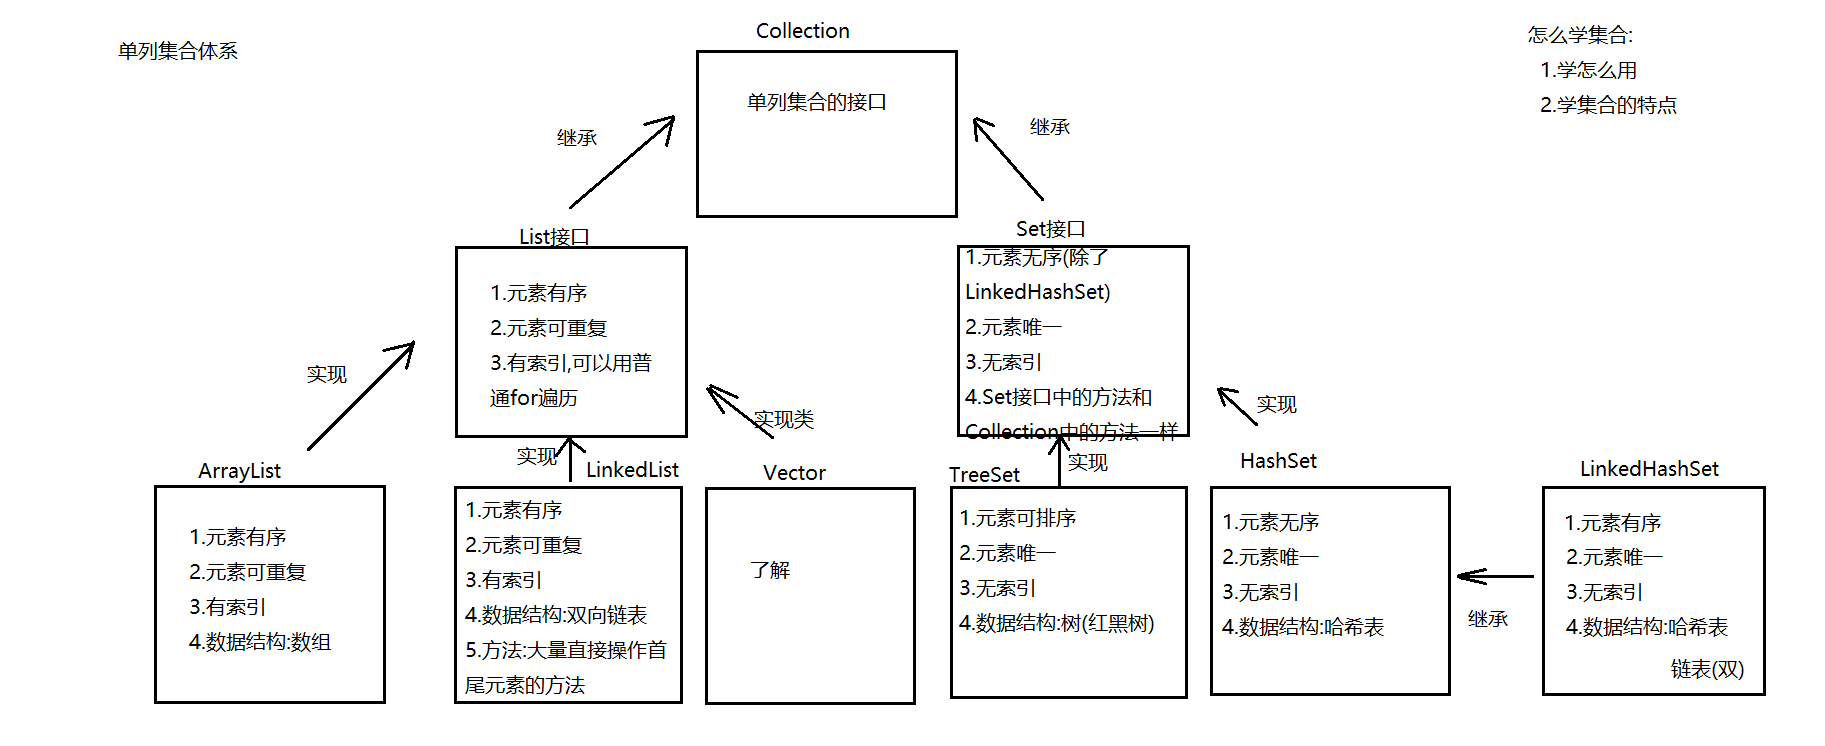 单列集合体系
Collection
单列集合的接口
怎么学集合:
1.学怎么用
2.学集合的特点
继承
继承
List接口
1.元素有序
2.元素可重复
3.有索引,可以用普
通for遍历
Set接口
1.元素无序(除了
LinkedHashSet)
2.元素唯一
3.无索引
4.Set接口中的方法和
Collection中的方法一样
实现
实现
实现类
实现
实现
ArrayList
1.元素有序
2.元素可重复
3.有索引
4.数据结构:数组
LinkedList
1.元素有序
2.元素可重复
3.有索引
4.数据结构:双向链表
5.方法:大量直接操作首
尾元素的方法
Vector
了解
TreeSet
1.元素可排序
2.元素唯一
3.无索引
4.数据结构:树(红黑树)
HashSet
1.元素无序
2.元素唯一
3.无索引
4.数据结构:哈希表
继承
LinkedHashSet
1.元素有序
2.元素唯一
3.无索引
4.数据结构:哈希表
链表(双)